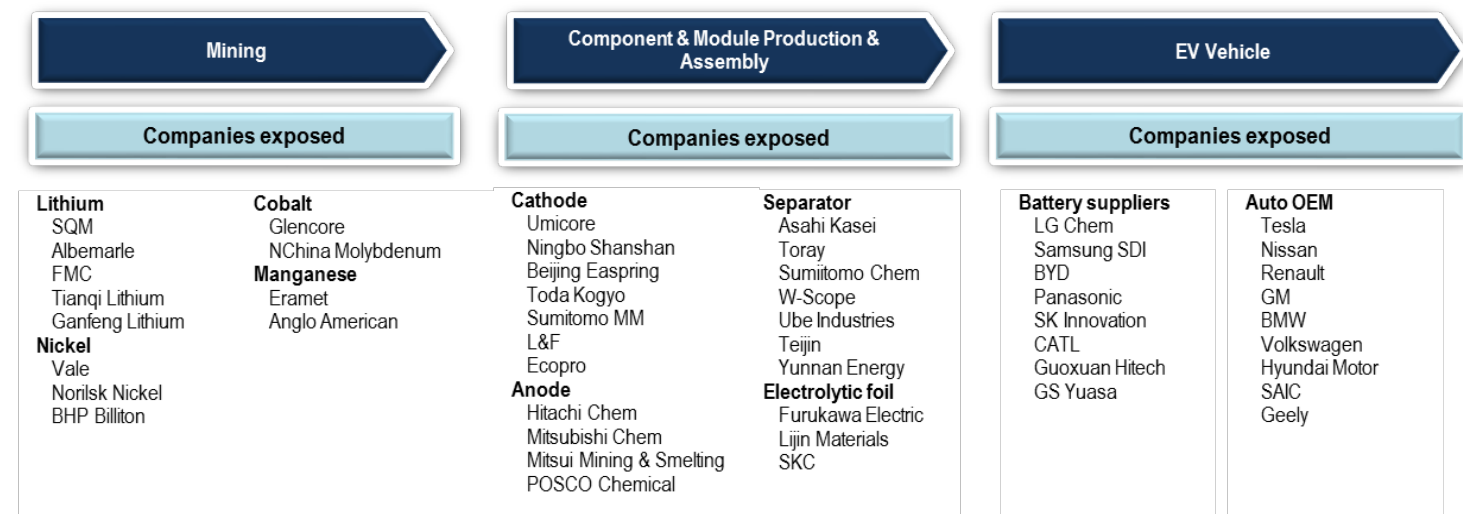 Mining
Component & Module Production &
Assembly
EV Vehicle
Companies exposed
Companies exposed
Companies exposed
Lithium
SQM
Albemarle
FMC
Tianqi Lithium
Ganfeng Lithium
Nickel
Vale
Norilsk Nickel
BHP Billiton
Cobalt
Glencore
NChina Molybdenum
Manganese
Eramet
Anglo American
Cathode
Umicore
Ningbo Shanshan
Beijing Easpring
Toda Kogyo
Sumitomo MM
L&F
Ecopro
Anode
Hitachi Chem
Mitsubishi Chem
Mitsui Mining & Smelting
POSCO Chemical
Separator
Asahi Kasei
Toray
Sumiitomo Chem
W-Scope
Ube Industries
Teijin
Yunnan Energy
Electrolytic foil
Furukawa Electric
Lijin Materials
SKC
Battery suppliers
LG Chem
Samsung SDI
BYD
Panasonic
SK Innovation
CATL
Guoxuan Hitech
GS Yuasa
Auto OEM
Tesla
Nissan
Renault
GM
BMW
Volkswagen
Hyundai Motor
SAIC
Geely